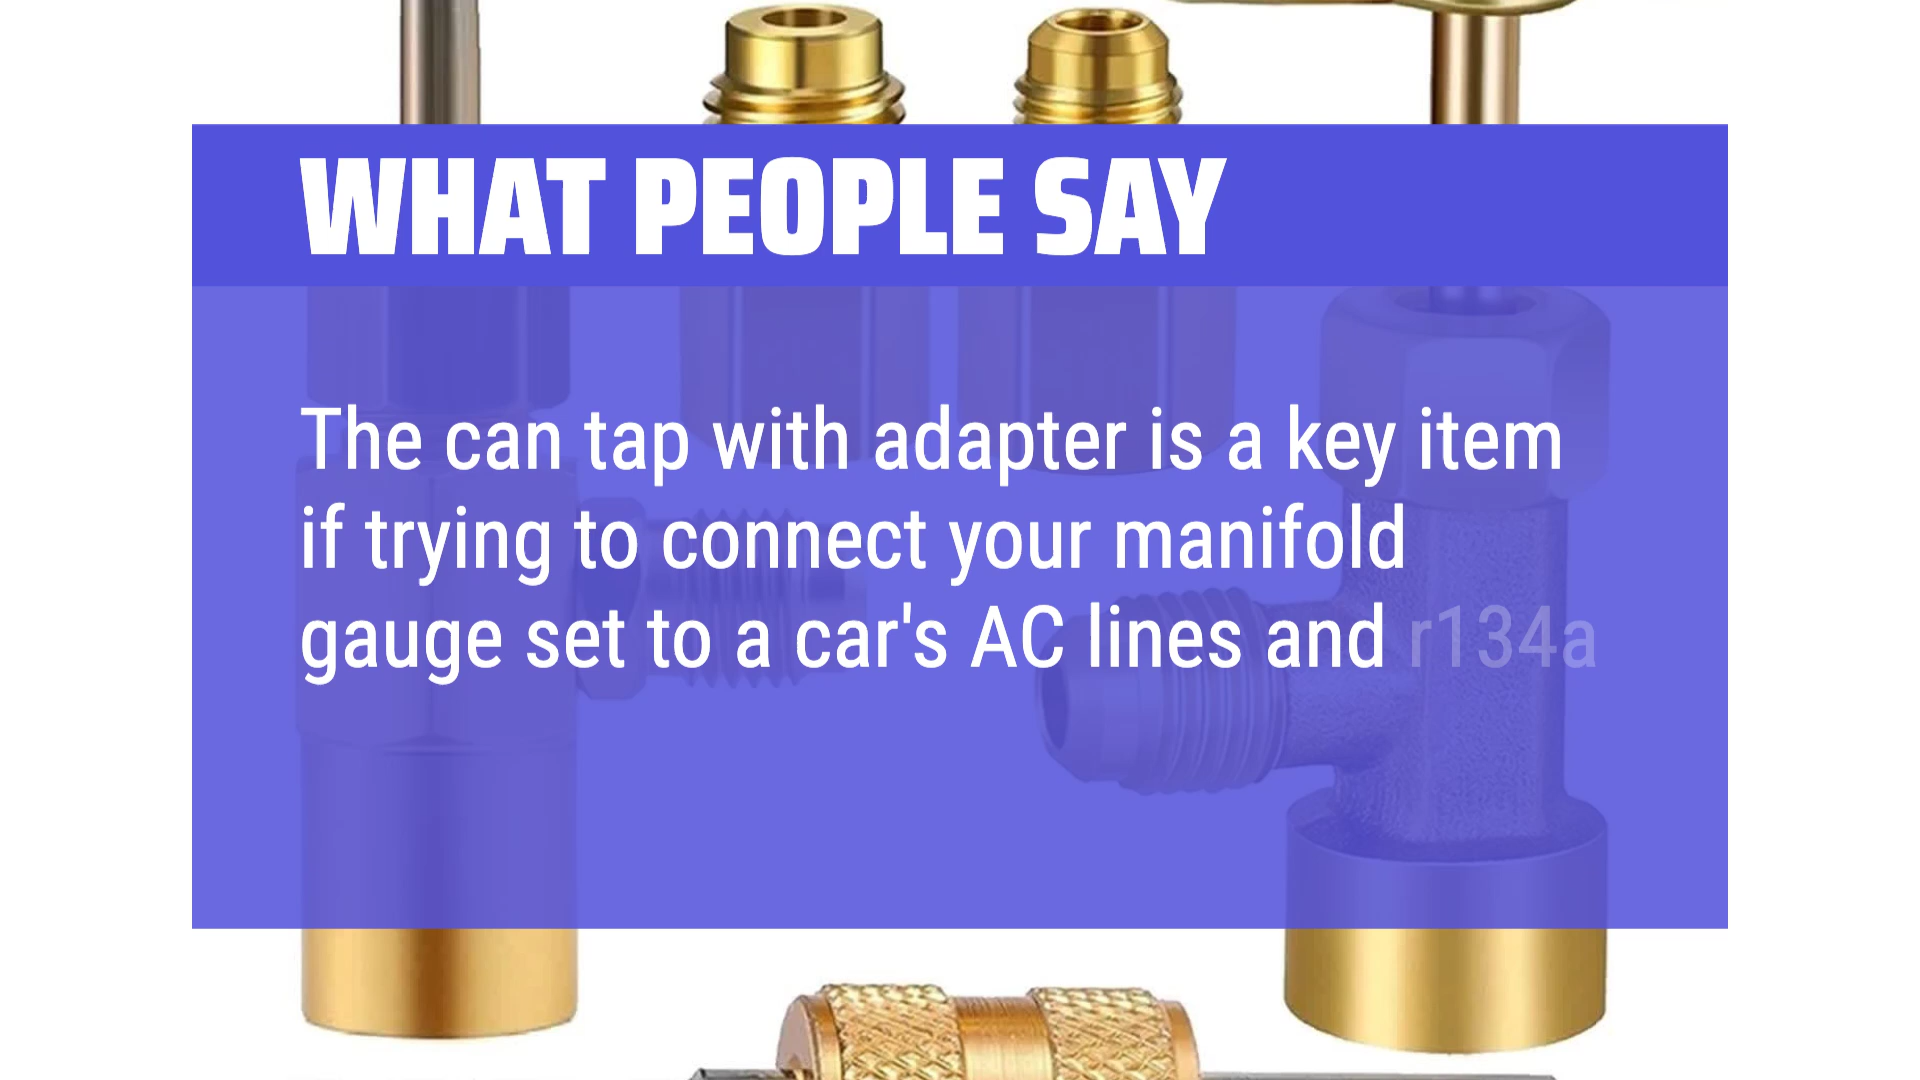 WHAT PEOPLE SAY
The can tap with adapter is a key item
if trying to connect your manifold
gauge set to a car's AC lines and r134a